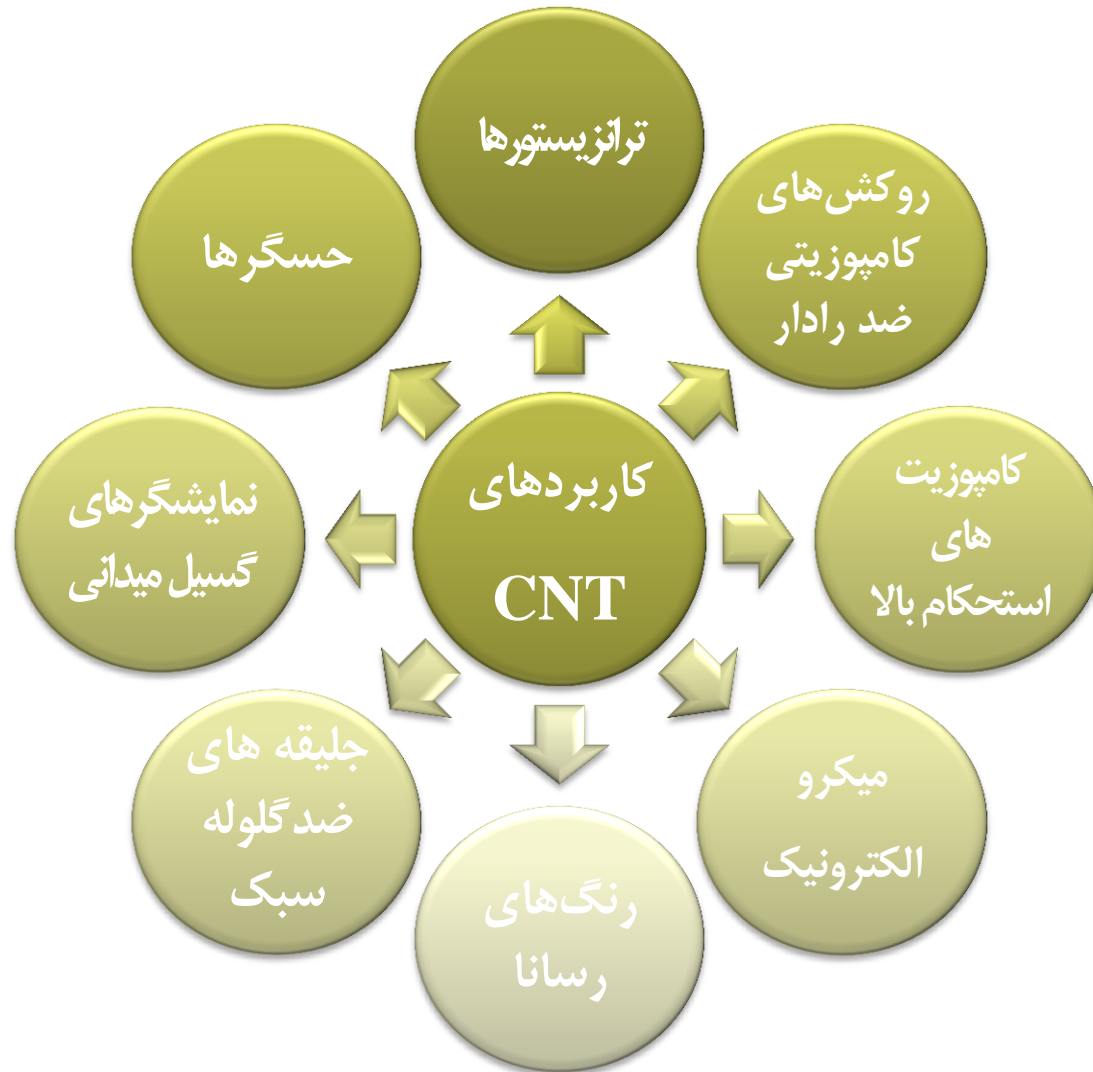 ترانزیستورها
روکش‌های
کامپوزیتی
ضد رادار
کامپوزیت
های
استحکام بالا
میکرو
الکترونیک
رنگ‌های
رسانا
جلیقه های
ضدگلوله
سبک
نمایشگرهای
گسیل میدانی
حسگرها
کاربردهای
CNT